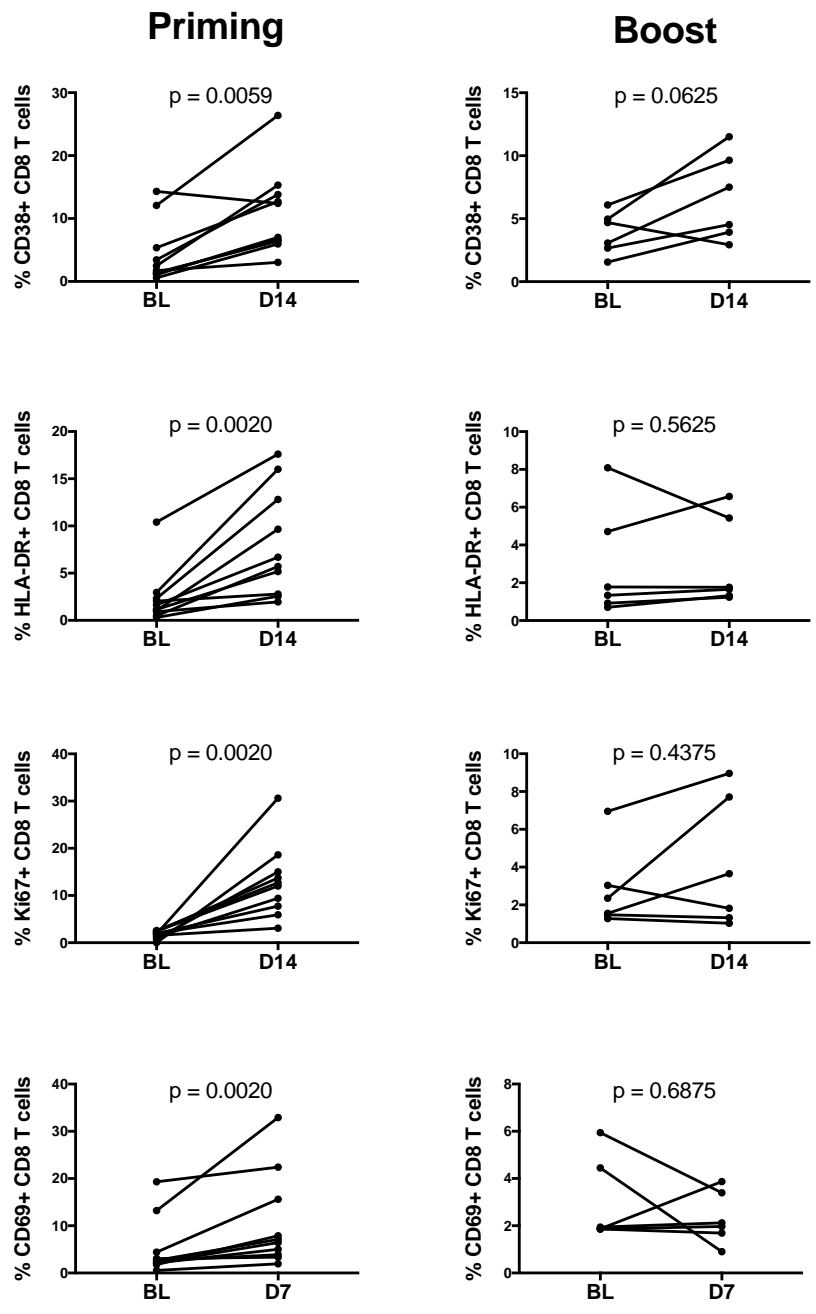 Priming
Boost
% CD38+ CD8 T cells
p = 0.0059
30
20
10
0
BL
D14
% CD38+ CD8 T cells
p = 0.0625
15
10
5
0
BL
D14
% HLA-DR+ CD8 T cells
p = 0.0020
20
15
10
5
0
BL
D14
% HLA-DR+ CD8 T cells
p = 0.5625
10
8
6
4
2
0
BL
D14
% Ki67+ CD8 T cells
p = 0.0020
40
30
20
10
0
BL
D14
% Ki67+ CD8 T cells
p = 0.4375
10
8
6
4
2
0
BL
D14
% CD69+ CD8 T cells
p = 0.0020
40
30
20
10
0
BL
D7
% CD69+ CD8 T cells
p = 0.6875
8
6
4
2
0
BL
D7